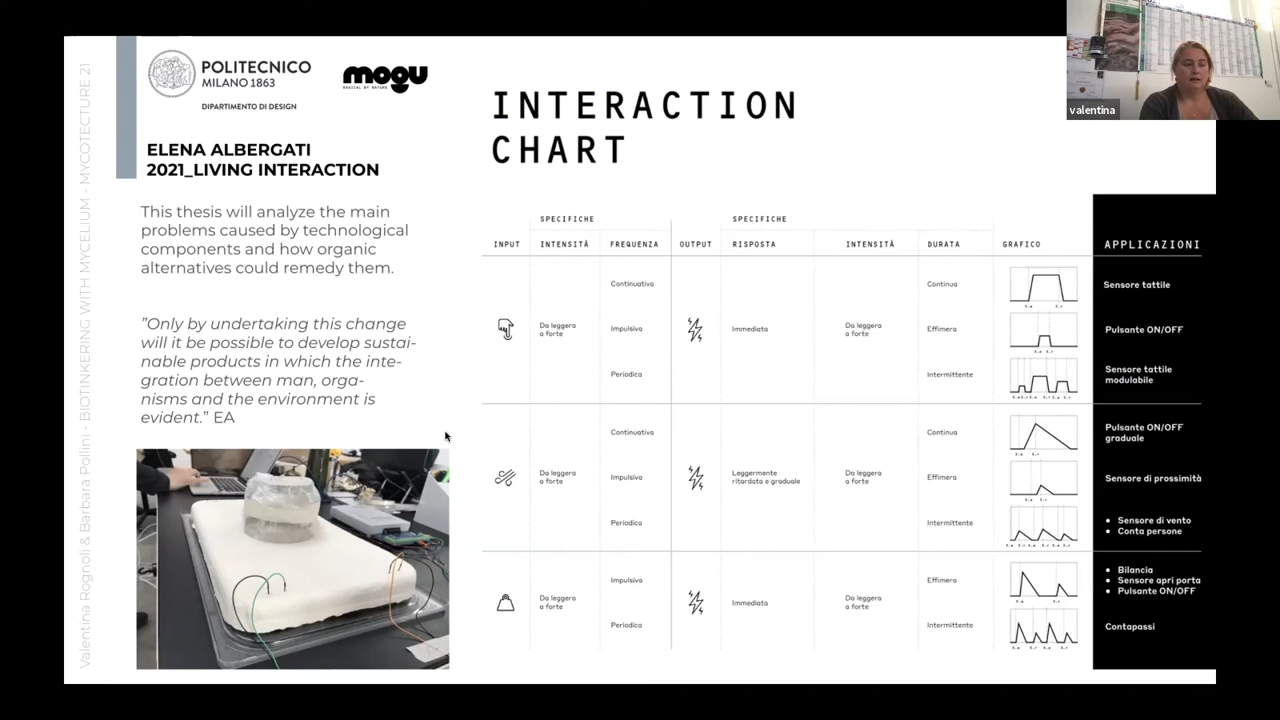 POLITECNICO
MILANO 1863
DIPARTIMENTO DI DESIGN
mogu
RADICAL BY NATURE
ELENA ALBERGATI
2021_LIVING INTERACTION
This thesis will analyze the main
problems caused by technological
components and how organic
alternatives could remedy them.
"Only by undertaking this change
will it be possible to develop sustai-
nable products in which the inte-
gration between man, orga-
nisms and the environment is
evident." EA
Valentina Rognoli & Barbara Pollini - BIOTINKERING WITH MYCELIUM - MYCOTECTURE 21
INTERACTION
CHART
SPECIFICHE
SPECIFICHE
INPUT
INTENSITÀ
FREQUENZA
OUTPUT
RISPOSTA
INTENSITÀ
DURATA
GRAFICO
APPLICAZIONI
Continuativa
Continua
Sensore tattile
Da leggera
a forte
Impulsiva
Immediata
Da leggera
a forte
Effimera
Pulsante ON/OFF
Periodica
Intermittente
Sensore tattile
modulabile
Continuativa
Continua
Pulsante ON/OFF
graduale
Da leggera
a forte
Impulsiva
Leggermente
ritardata e graduale
Da leggera
a forte
Effimera
Sensore di prossimità
Periodica
Intermittente
• Sensore di vento
• Conta persone
Impulsiva
Effimera
• Bilancia
• Sensore apri porta
• Pulsante ON/OFF
Da leggera
a forte
Immediata
Da leggera
a forte
Periodica
Intermittente
Contapassi
valentina